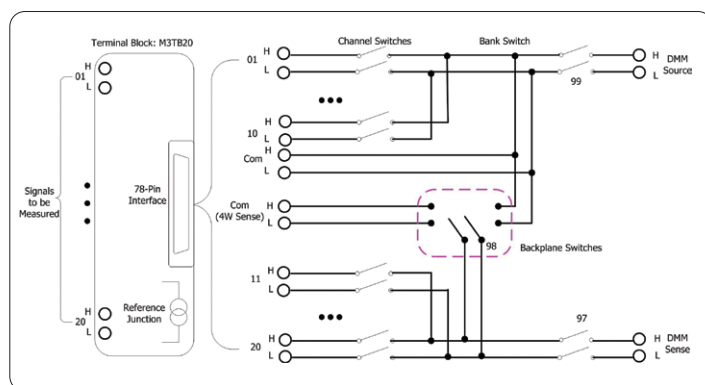 Terminal Block: M3TB20
H
01
L
Signals
to be
Measured
78-Pin
Interface
Reference
Junction
H
20
L
01
H
L
Channel Switches
Bank Switch
99
H
L
DMM
Source
10
H
L
Com
H
L
Com
(4W Sense)
H
L
98
Backplane Switches
11
H
L
20
H
L
97
H
L
DMM
Sense